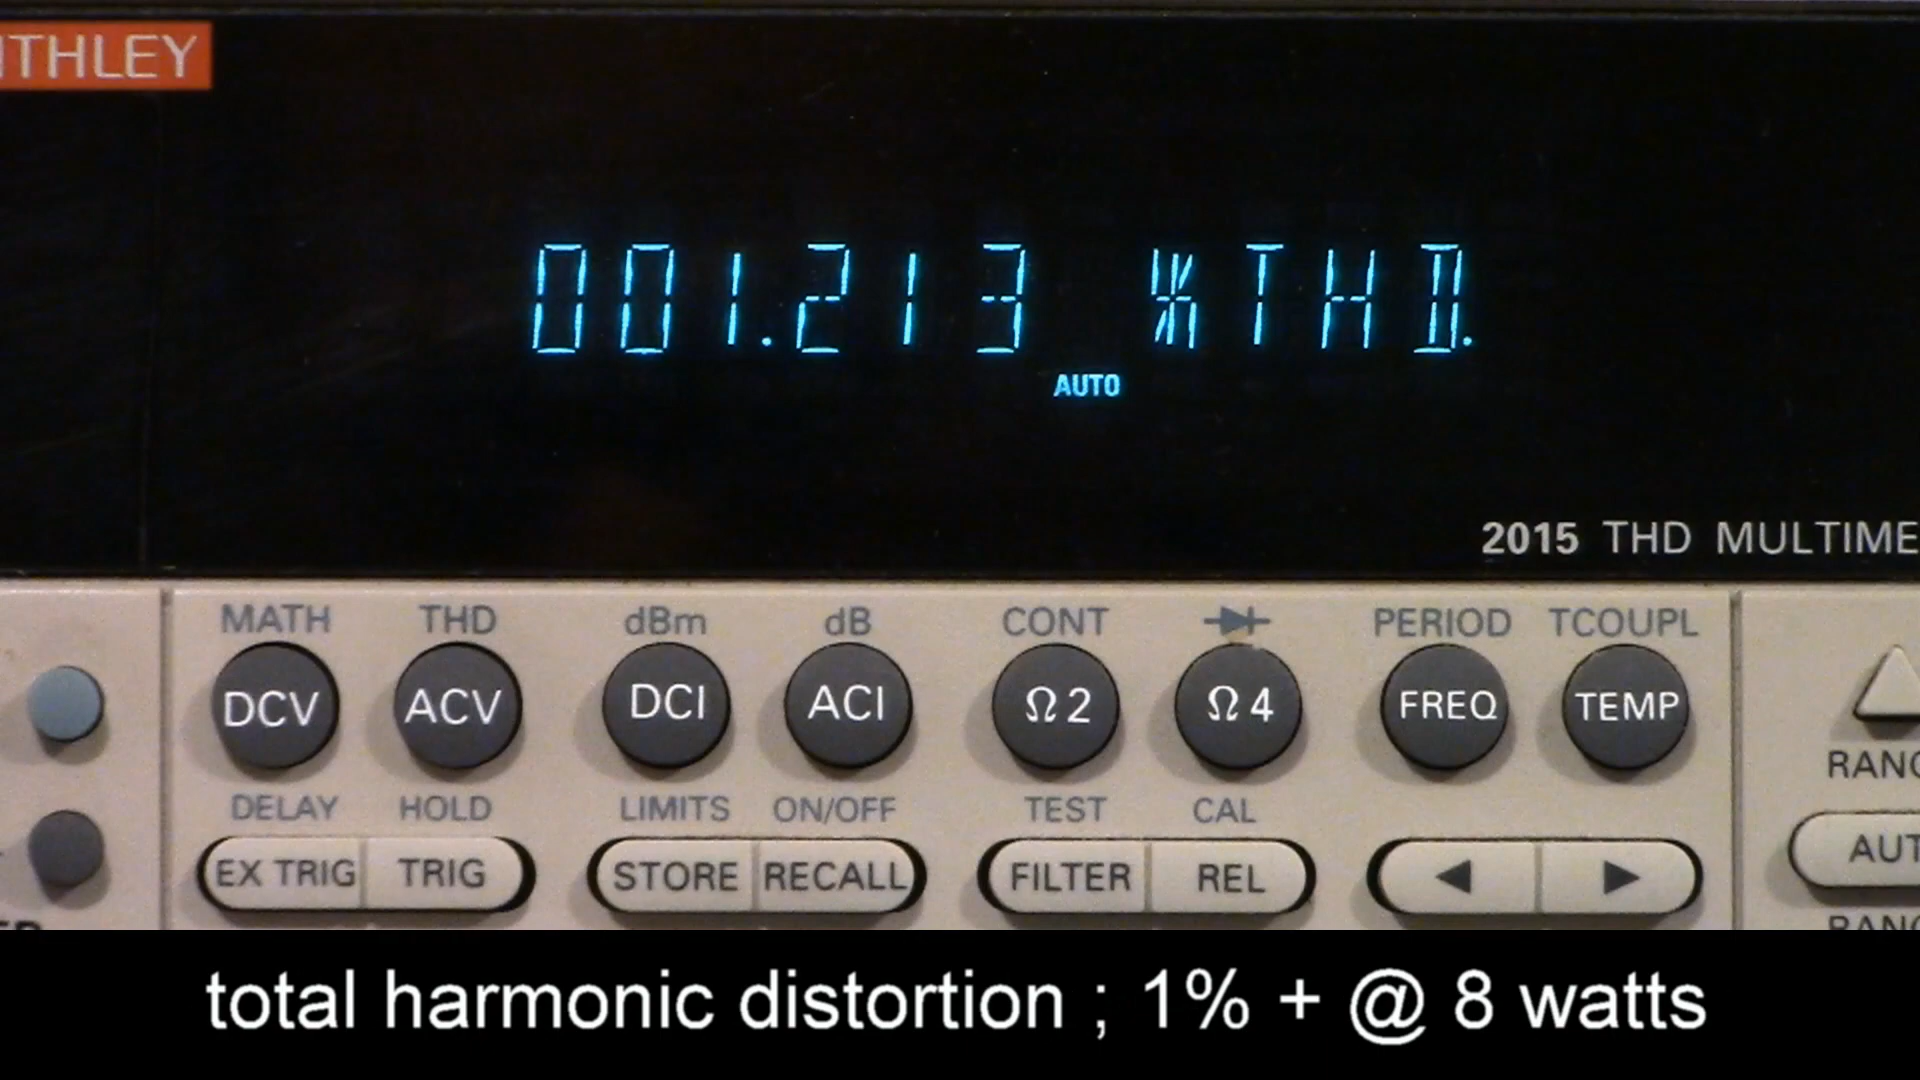 ITHLEY
001.213 %THD.
AUTO
2015 THD MULTIME
MATH THD dBm dB CONT PERIOD TCOUPL
DCV ACV DCI ACI Ω2 Ω4 FREQ TEMP
RANG
DELAY HOLD LIMITS ON/OFF TEST CAL
EX TRIG TRIG STORE RECALL FILTER REL AUT
total harmonic distortion ; 1% + @ 8 watts